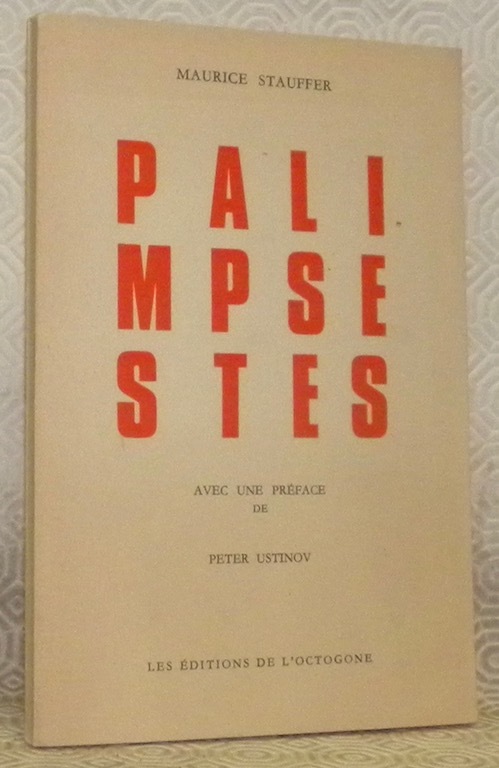 MAURICE STAUFFER
PALI
MPSE
STES
AVEC UNE PRÉFACE
DE
PETER USTINOV
LES ÉDITIONS DE L'OCTOGONE